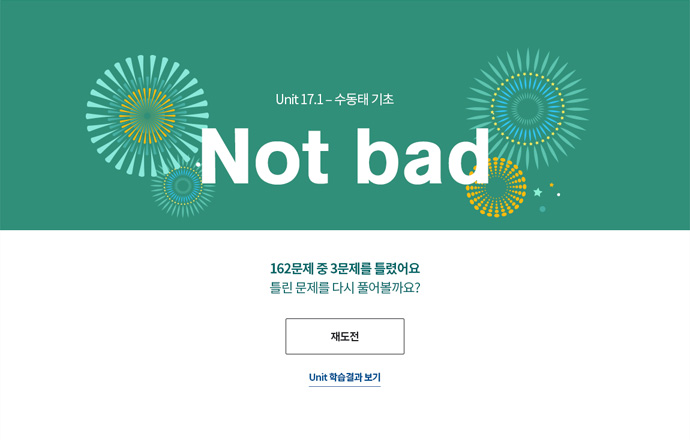 Unit 17.1 – 수동태 기초
Not bad
162문제 중 3문제를 틀렸어요
틀린 문제를 다시 풀어볼까요?
재도전
Unit 학습결과 보기